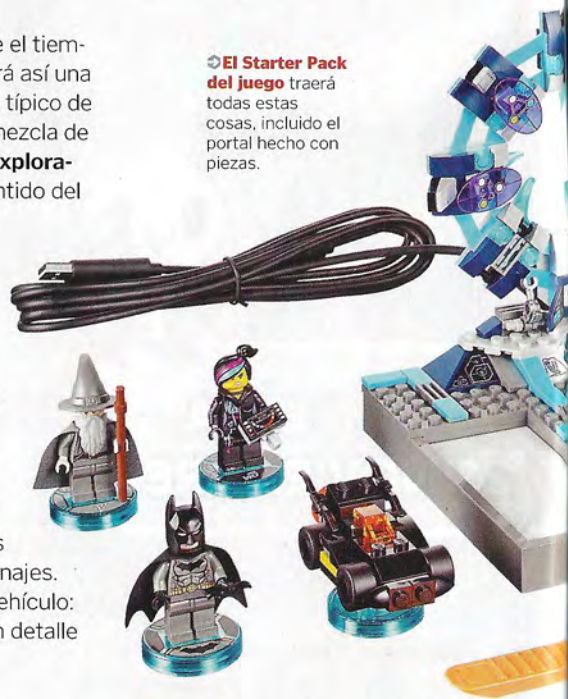 e el tiem-
rá así una
típico de
nezcla de
xplora-
ntido del
El Starter Pack
del juego traerá
todas estas
cosas, incluido el
portal hecho con
piezas.
s
najes.
ehículo:
n detalle